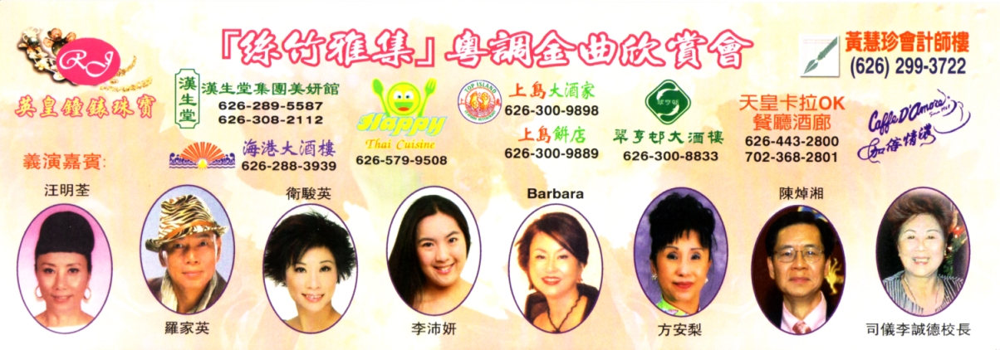 「絲竹雅集」粵調金曲欣賞會
RJ
英皇鐘錶珠寶
漢生堂
漢生堂集團美妍館
626-289-5587
626-308-2112
海港大酒樓
626-288-3939
Happy
Thai Cuisine
626-579-9508
TOP ISLAND
上島大酒家
626-300-9898
上島餅店
626-300-9889
翠亨邨
翠亨邨大酒樓
626-300-8833
天皇卡拉OK
餐廳酒廊
626-443-2800
702-368-2801
黃慧珍會計師樓
(626) 299-3722
Caffe D'Amore
咖啡情濃
義演嘉賓:
汪明荃
羅家英
衛駿英
李沛妍
Barbara
方安梨
陳焯湘
司儀李誠德校長